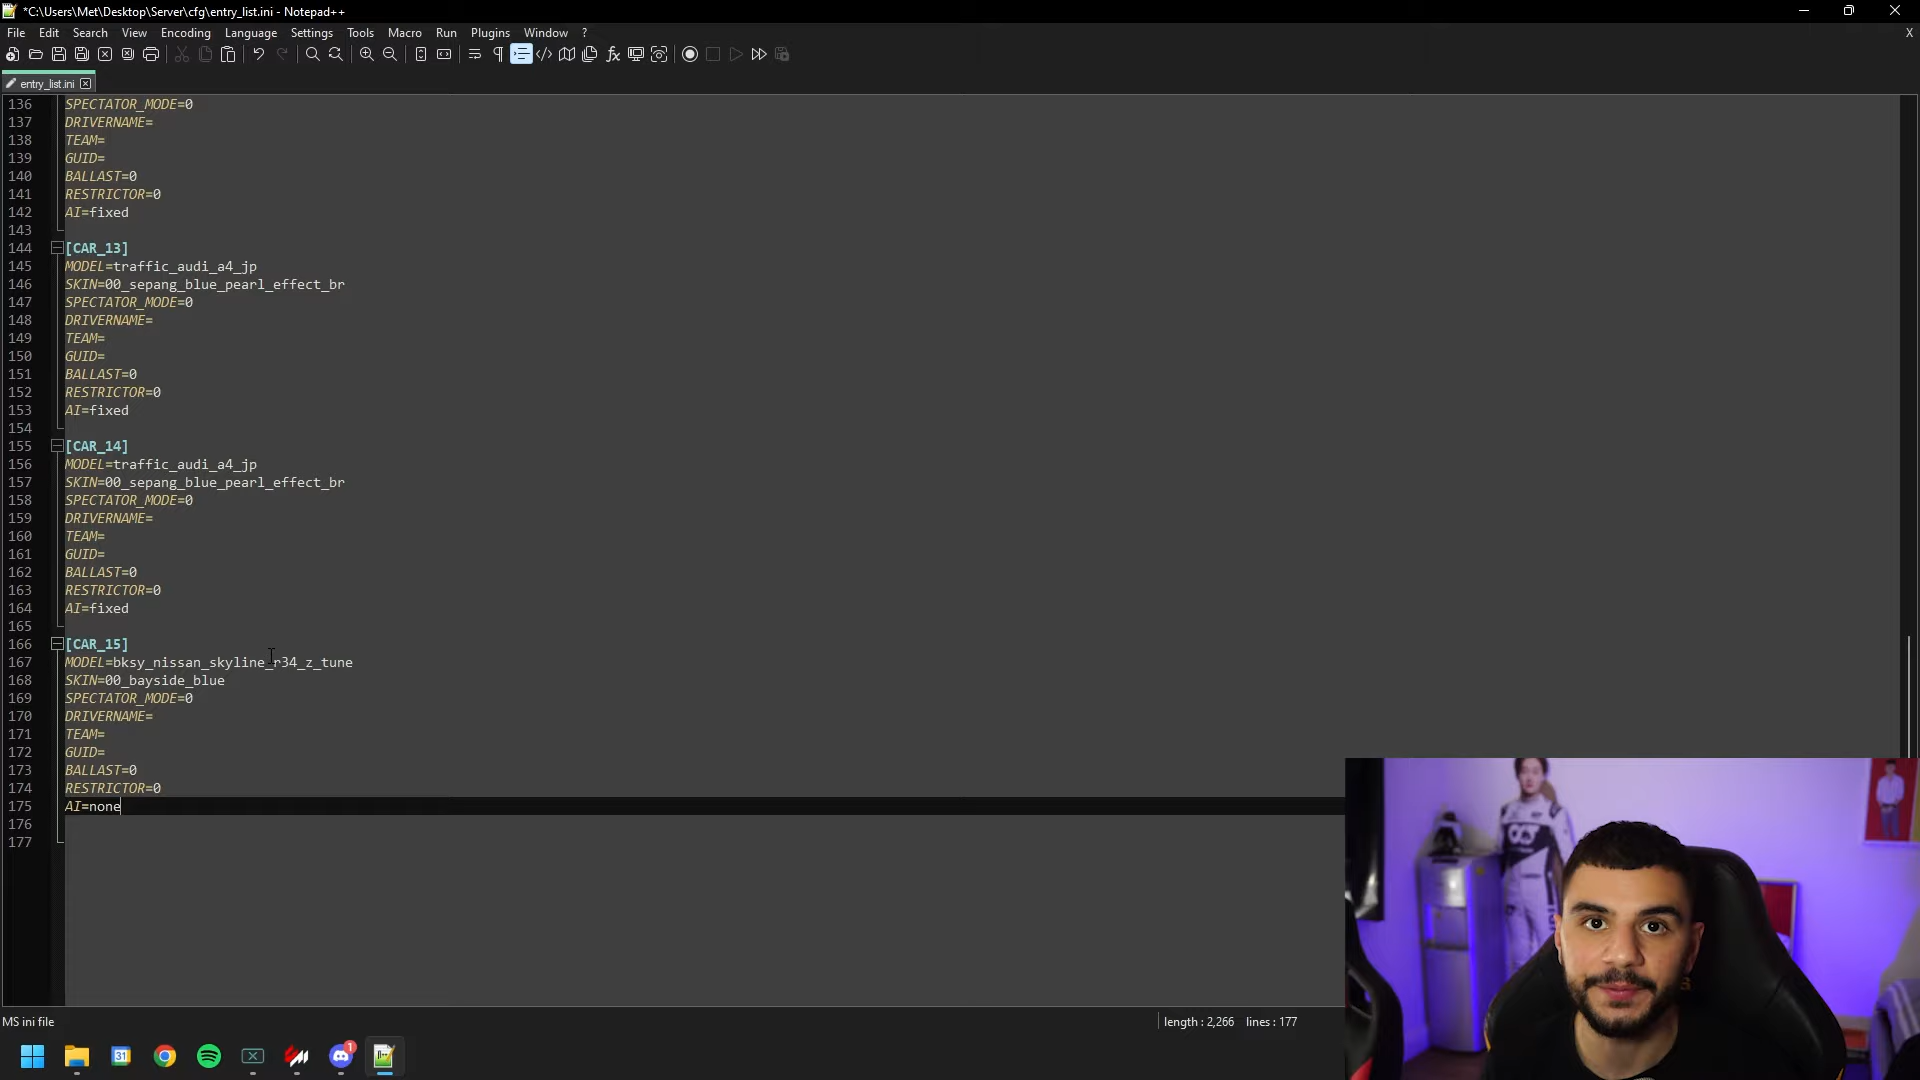 *C:\Users\Met\Desktop\Server\cfg\entry_list.ini - Notepad++
File Edit Search View Encoding Language Settings Tools Macro Run Plugins Window ? X
entry_list.ini
136 SPECTATOR_MODE=0
137 DRIVERNAME=
138 TEAM=
139 GUID=
140 BALLAST=0
141 RESTRICTOR=0
142 AI=fixed
143
144 [CAR_13]
145 MODEL=traffic_audi_a4_jp
146 SKIN=00_sepang_blue_pearl_effect_br
147 SPECTATOR_MODE=0
148 DRIVERNAME=
149 TEAM=
150 GUID=
151 BALLAST=0
152 RESTRICTOR=0
153 AI=fixed
154
155 [CAR_14]
156 MODEL=traffic_audi_a4_jp
157 SKIN=00_sepang_blue_pearl_effect_br
158 SPECTATOR_MODE=0
159 DRIVERNAME=
160 TEAM=
161 GUID=
162 BALLAST=0
163 RESTRICTOR=0
164 AI=fixed
165
166 [CAR_15]
167 MODEL=bksy_nissan_skyline_r34_z_tune
168 SKIN=00_bayside_blue
169 SPECTATOR_MODE=0
170 DRIVERNAME=
171 TEAM=
172 GUID=
173 BALLAST=0
174 RESTRICTOR=0
175 AI=none
176
177
MS ini file
length : 2,266 lines : 177
31
1